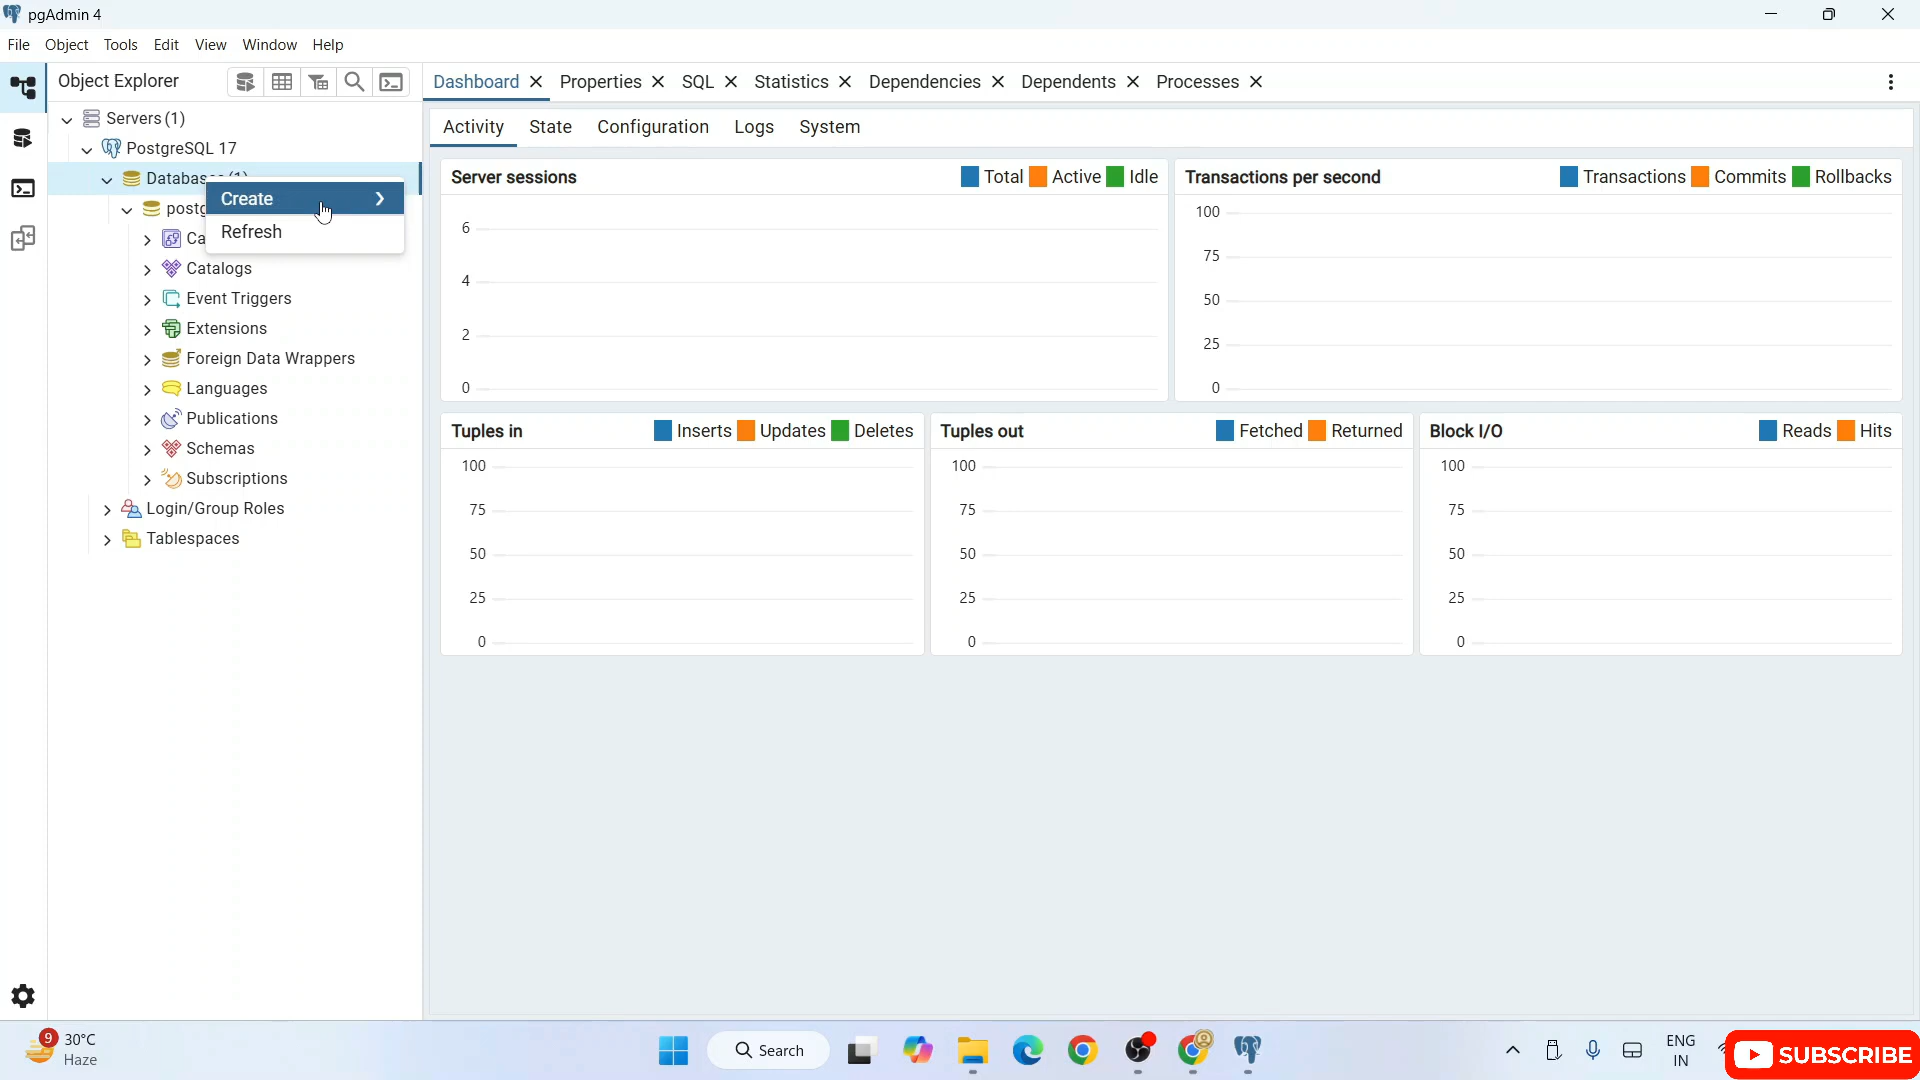 pgAdmin 4
File Object Tools Edit View Window Help
Object Explorer
Dashboard Properties SQL Statistics Dependencies Dependents Processes
Servers (1)
PostgreSQL 17
Create
Refresh
Catalogs
Event Triggers
Extensions
Foreign Data Wrappers
Languages
Publications
Schemas
Subscriptions
Login/Group Roles
Tablespaces
Activity State Configuration Logs System
Server sessions Total Active Idle
6
4
2
0
Transactions per second Transactions Commits Rollbacks
100
75
50
25
0
Tuples in Inserts Updates Deletes
100
75
50
25
0
Tuples out Fetched Returned
100
75
50
25
0
Block I/O Reads Hits
100
75
50
25
0
9
30°C
Haze
Search
ENG
IN
SUBSCRIBE